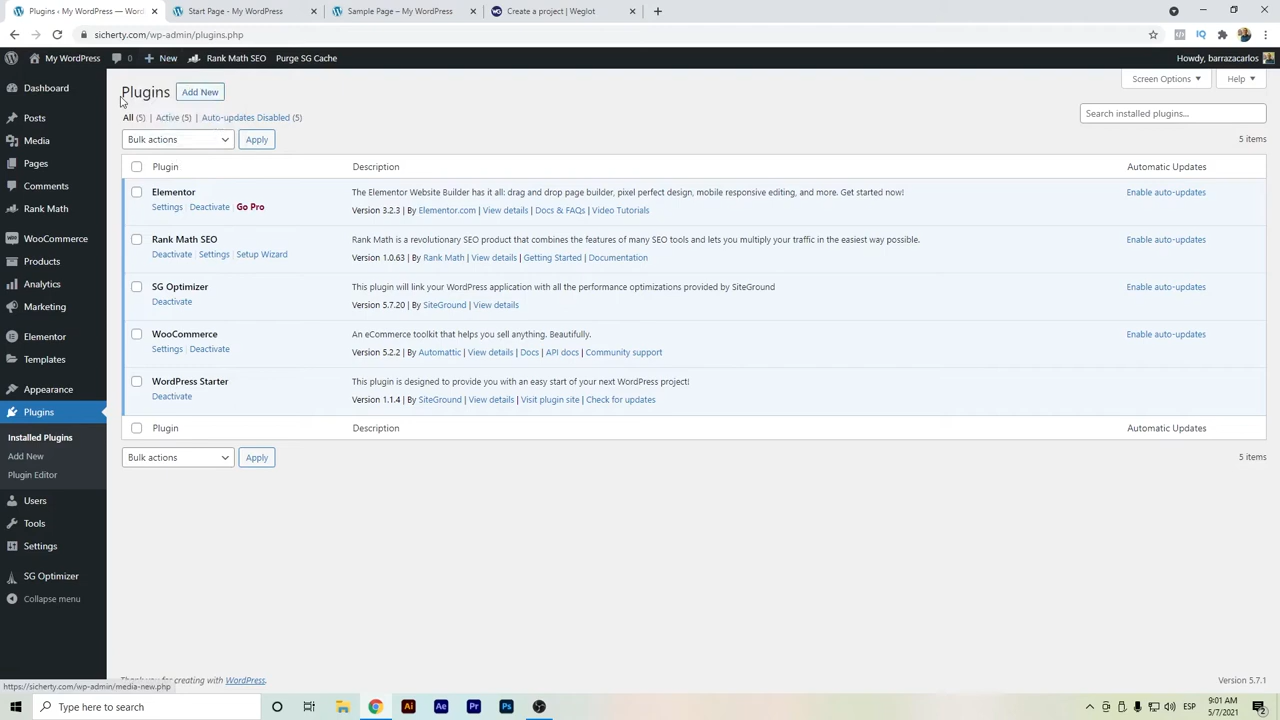 Plugins ‹ My WordPress — Word
Start Page - My WordPress
Sample Page – My WordPress
Create a project | Weglot
sicherty.com/wp-admin/plugins.php
My WordPress
0
New
Rank Math SEO
Purge SG Cache
Howdy, barrazacarlos
Dashboard
Posts
Media
Pages
Comments
Rank Math
WooCommerce
Products
Analytics
Marketing
Elementor
Templates
Appearance
Plugins
Installed Plugins
Add New
Plugin Editor
Users
Tools
Settings
SG Optimizer
Collapse menu
Plugins
Add New
Screen Options
Help
All (5) | Active (5) | Auto-updates Disabled (5)
Search installed plugins...
Bulk actions
Apply
5 items
Plugin
Description
Automatic Updates
Elementor
Settings | Deactivate | Go Pro
The Elementor Website Builder has it all: drag and drop page builder, pixel perfect design, mobile responsive editing, and more. Get started now!
Version 3.2.3 | By Elementor.com | View details | Docs & FAQs | Video Tutorials
Enable auto-updates
Rank Math SEO
Deactivate | Settings | Setup Wizard
Rank Math is a revolutionary SEO product that combines the features of many SEO tools and lets you multiply your traffic in the easiest way possible.
Version 1.0.63 | By Rank Math | View details | Getting Started | Documentation
Enable auto-updates
SG Optimizer
Deactivate
This plugin will link your WordPress application with all the performance optimizations provided by SiteGround
Version 5.7.20 | By SiteGround | View details
Enable auto-updates
WooCommerce
Settings | Deactivate
An eCommerce toolkit that helps you sell anything. Beautifully.
Version 5.2.2 | By Automattic | View details | Docs | API docs | Community support
Enable auto-updates
WordPress Starter
Deactivate
This plugin is designed to provide you with an easy start of your next WordPress project!
Version 1.1.4 | By SiteGround | View details | Visit plugin site | Check for updates
Plugin
Description
Automatic Updates
Bulk actions
Apply
5 items
Thank you for creating with WordPress.
Version 5.7.1
https://sicherty.com/wp-admin/media-new.php
Type here to search
Ai
Ae
Pr
Ps
ESP
9:01 AM
5/7/2021
2